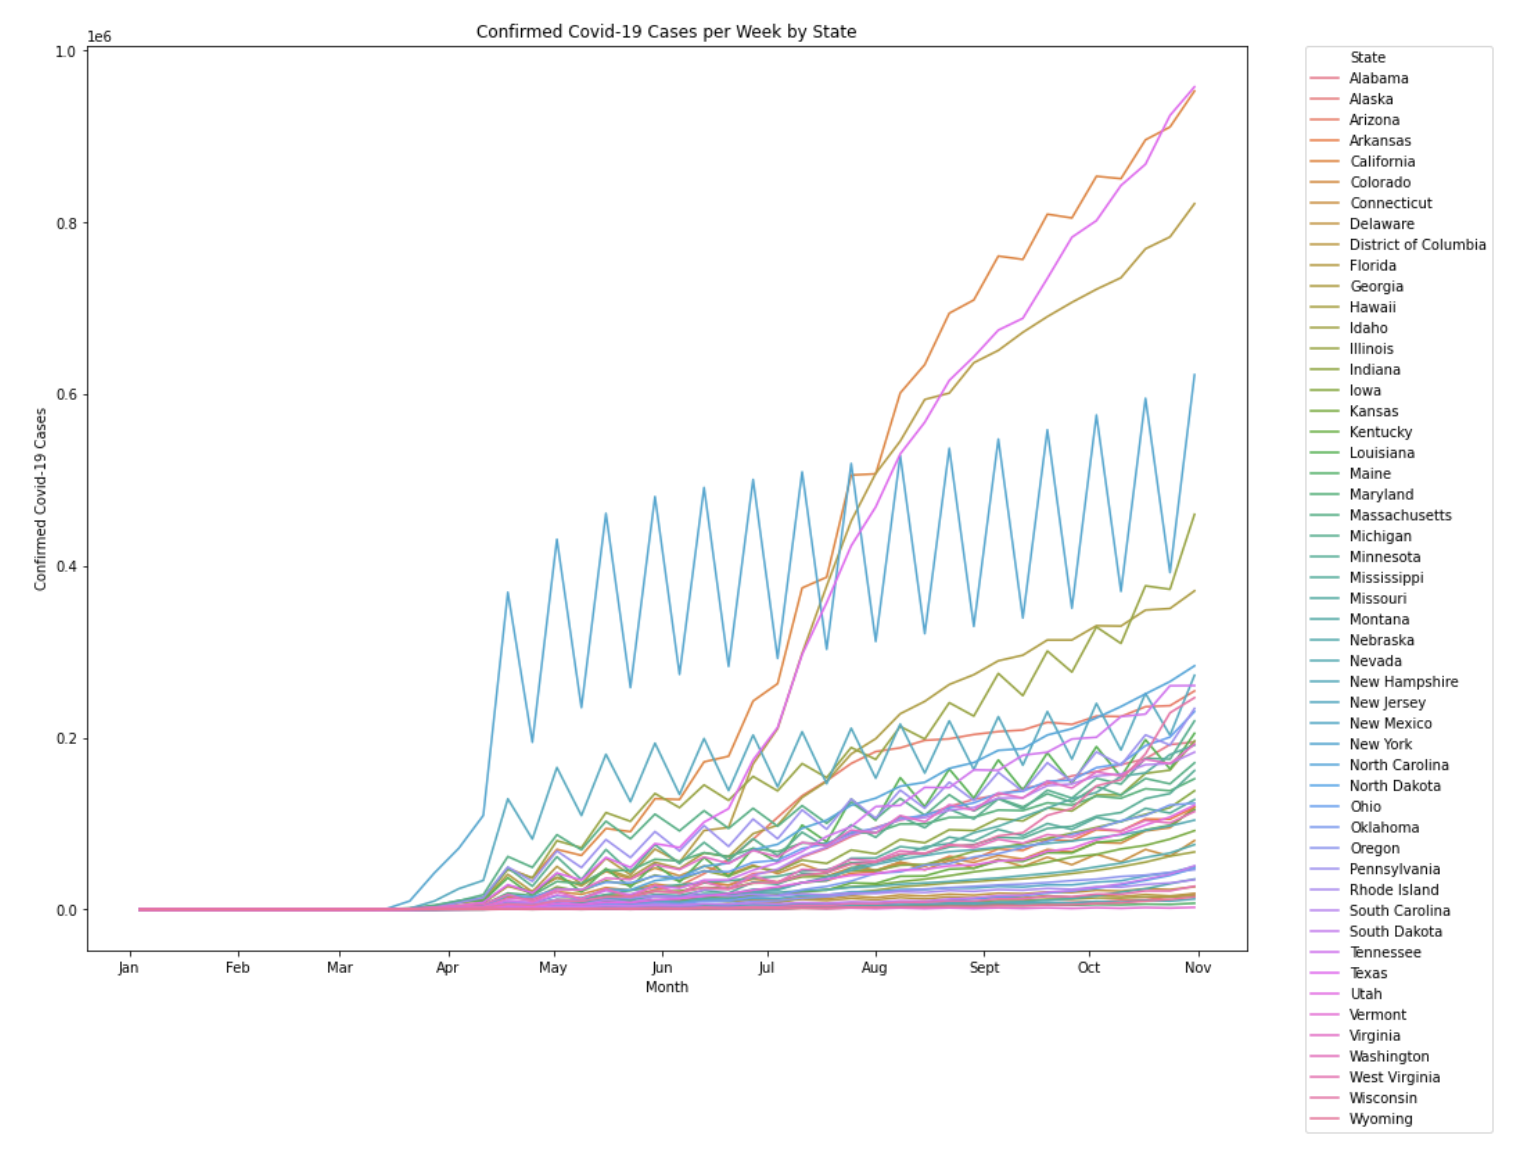 Confirmed Covid-19 Cases per Week by State
1e6
1.0
0.8
0.6
0.4
0.2
0.0
Confirmed Covid-19 Cases
Jan Feb Mar Apr May Jun Jul Aug Sept Oct Nov
Month
State
Alabama
Alaska
Arizona
Arkansas
California
Colorado
Connecticut
Delaware
District of Columbia
Florida
Georgia
Hawaii
Idaho
Illinois
Indiana
Iowa
Kansas
Kentucky
Louisiana
Maine
Maryland
Massachusetts
Michigan
Minnesota
Mississippi
Missouri
Montana
Nebraska
Nevada
New Hampshire
New Jersey
New Mexico
New York
North Carolina
North Dakota
Ohio
Oklahoma
Oregon
Pennsylvania
Rhode Island
South Carolina
South Dakota
Tennessee
Texas
Utah
Vermont
Virginia
Washington
West Virginia
Wisconsin
Wyoming